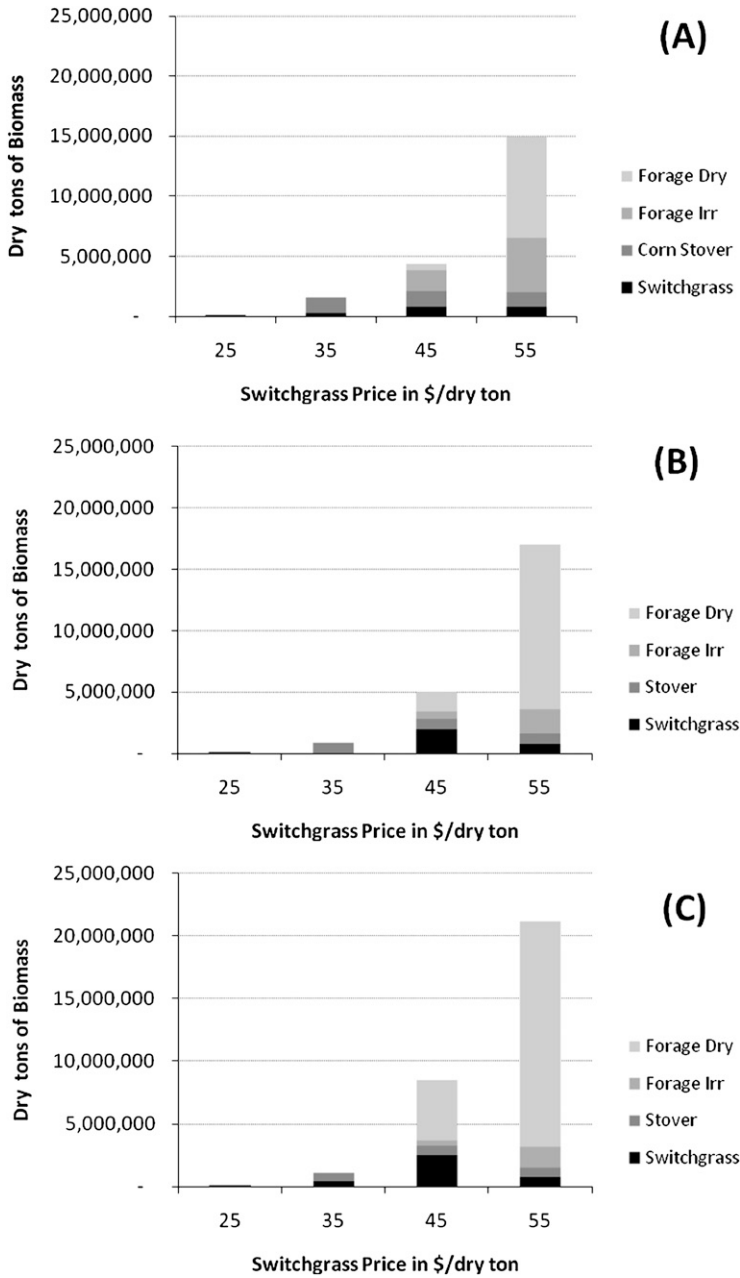 (A)
Dry tons of Biomass
25,000,000
20,000,000
15,000,000
10,000,000
5,000,000
-
25 35 45 55
Switchgrass Price in $/dry ton
Forage Dry
Forage Irr
Corn Stover
Switchgrass
(B)
Dry tons of Biomass
25,000,000
20,000,000
15,000,000
10,000,000
5,000,000
-
25 35 45 55
Switchgrass Price in $/dry ton
Forage Dry
Forage Irr
Stover
Switchgrass
(C)
Dry tons of Biomass
25,000,000
20,000,000
15,000,000
10,000,000
5,000,000
-
25 35 45 55
Switchgrass Price in $/dry ton
Forage Dry
Forage Irr
Stover
Switchgrass